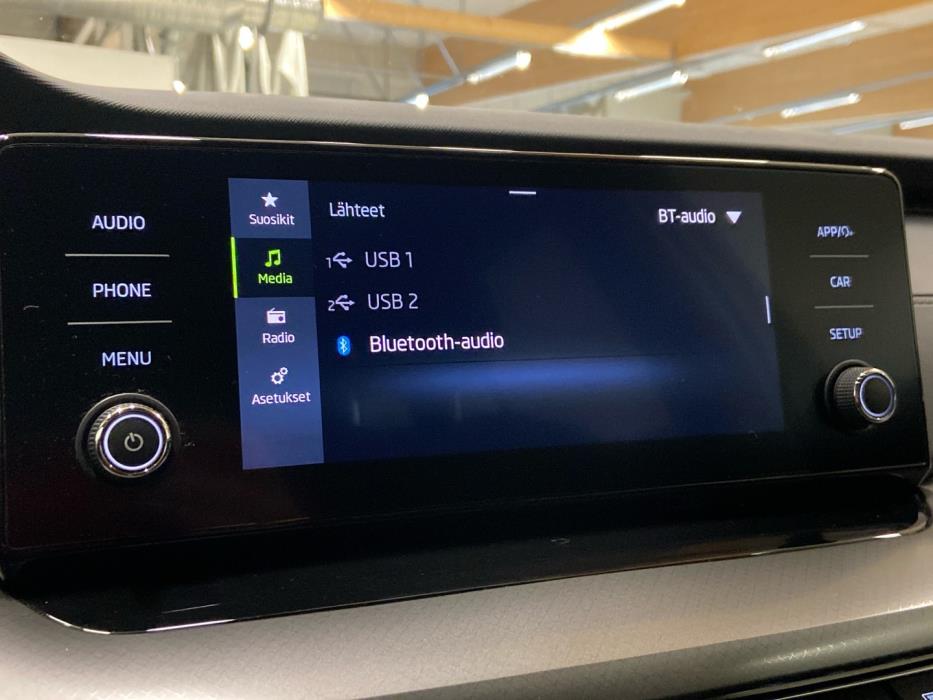 AUDIO
PHONE
MENU
Suosikit
Media
Radio
Asetukset
Lähteet
BT-audio
1 USB 1
2 USB 2
Bluetooth-audio
CAR
SETUP